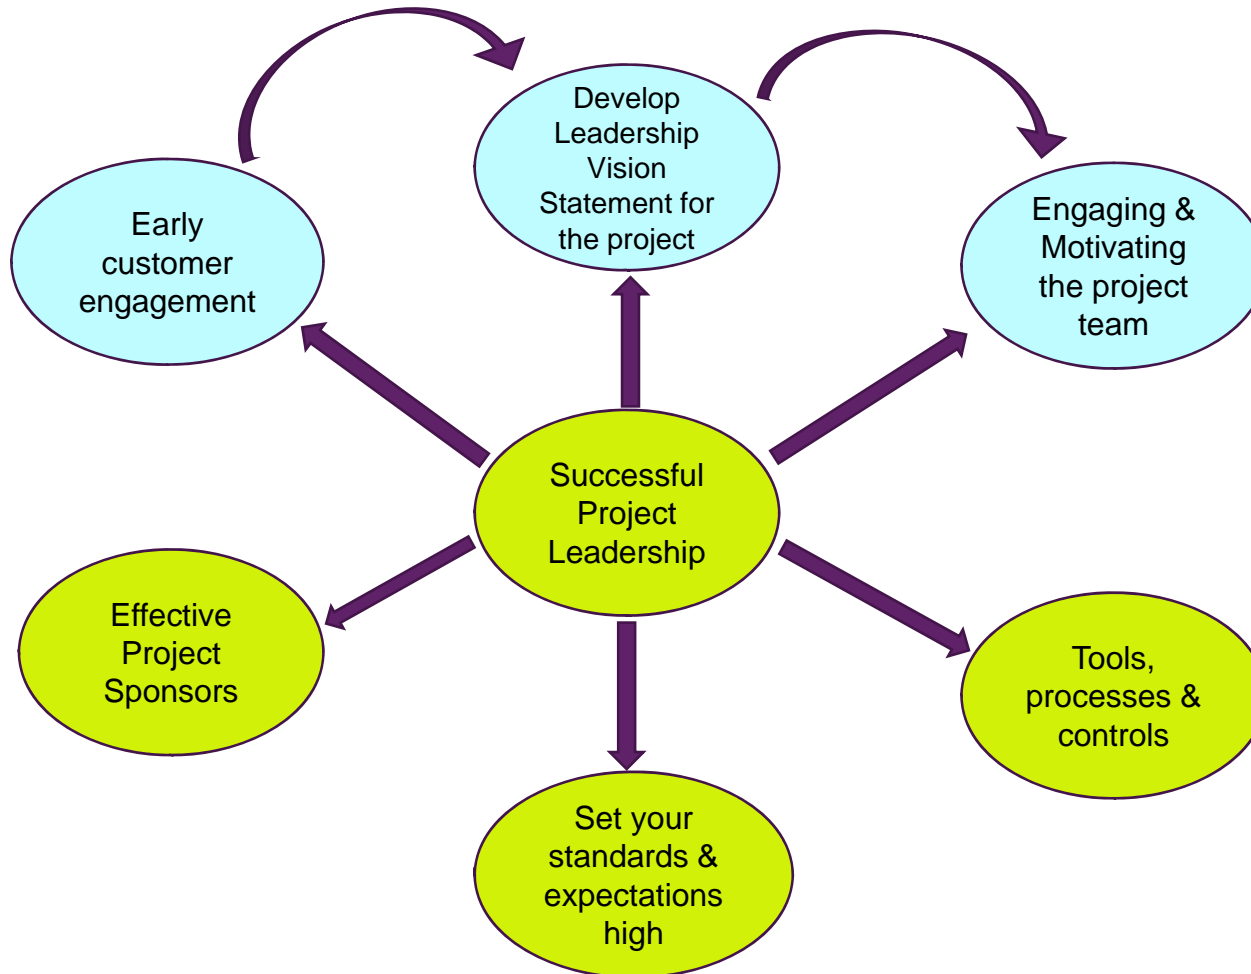 Develop
Leadership
Vision
Statement for
the project
Early
customer
engagement
Engaging &
Motivating
the project
team
Successful
Project
Leadership
Effective
Project
Sponsors
Tools,
processes &
controls
Set your
standards &
expectations
high